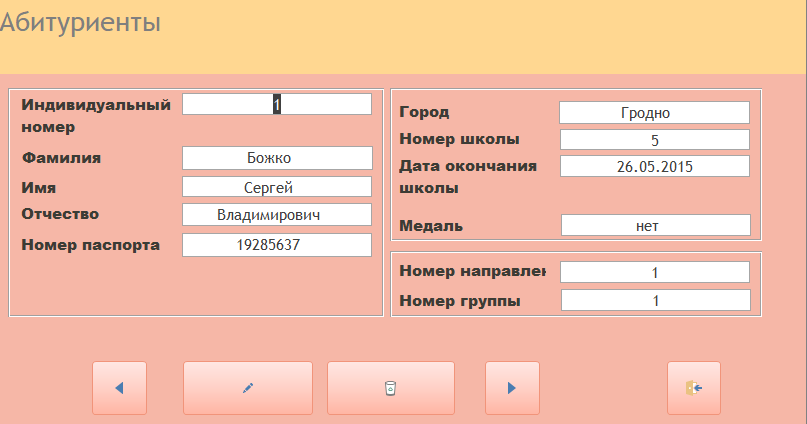 Абитуриенты
Индивидуальный номер 1
Фамилия Божко
Имя Сергей
Отчество Владимирович
Номер паспорта 19285637
Город Гродно
Номер школы 5
Дата окончания школы 26.05.2015
Медаль нет
Номер направлен 1
Номер группы 1